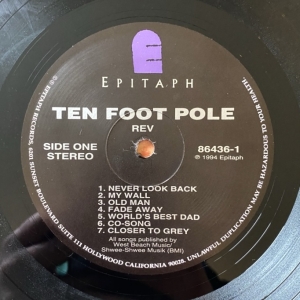 EPITAPH
TEN FOOT POLE
REV
SIDE ONE
STEREO
86436-1
℗ 1994 Epitaph
1. NEVER LOOK BACK
2. MY WALL
3. OLD MAN
4. FADE AWAY
5. WORLD'S BEST DAD
6. CO-SONG
7. CLOSER TO GREY
All songs published by
West Beach Music/
Shwee-Shwee Musik (BMI)
EPITAPH RECORDS, 6201 SUNSET BOULEVARD SUITE 111 HOLLYWOOD CALIFORNIA 90028. UNLAWFUL DUPLICATION MAY BE HAZARDOUS TO YOUR HEALTH.